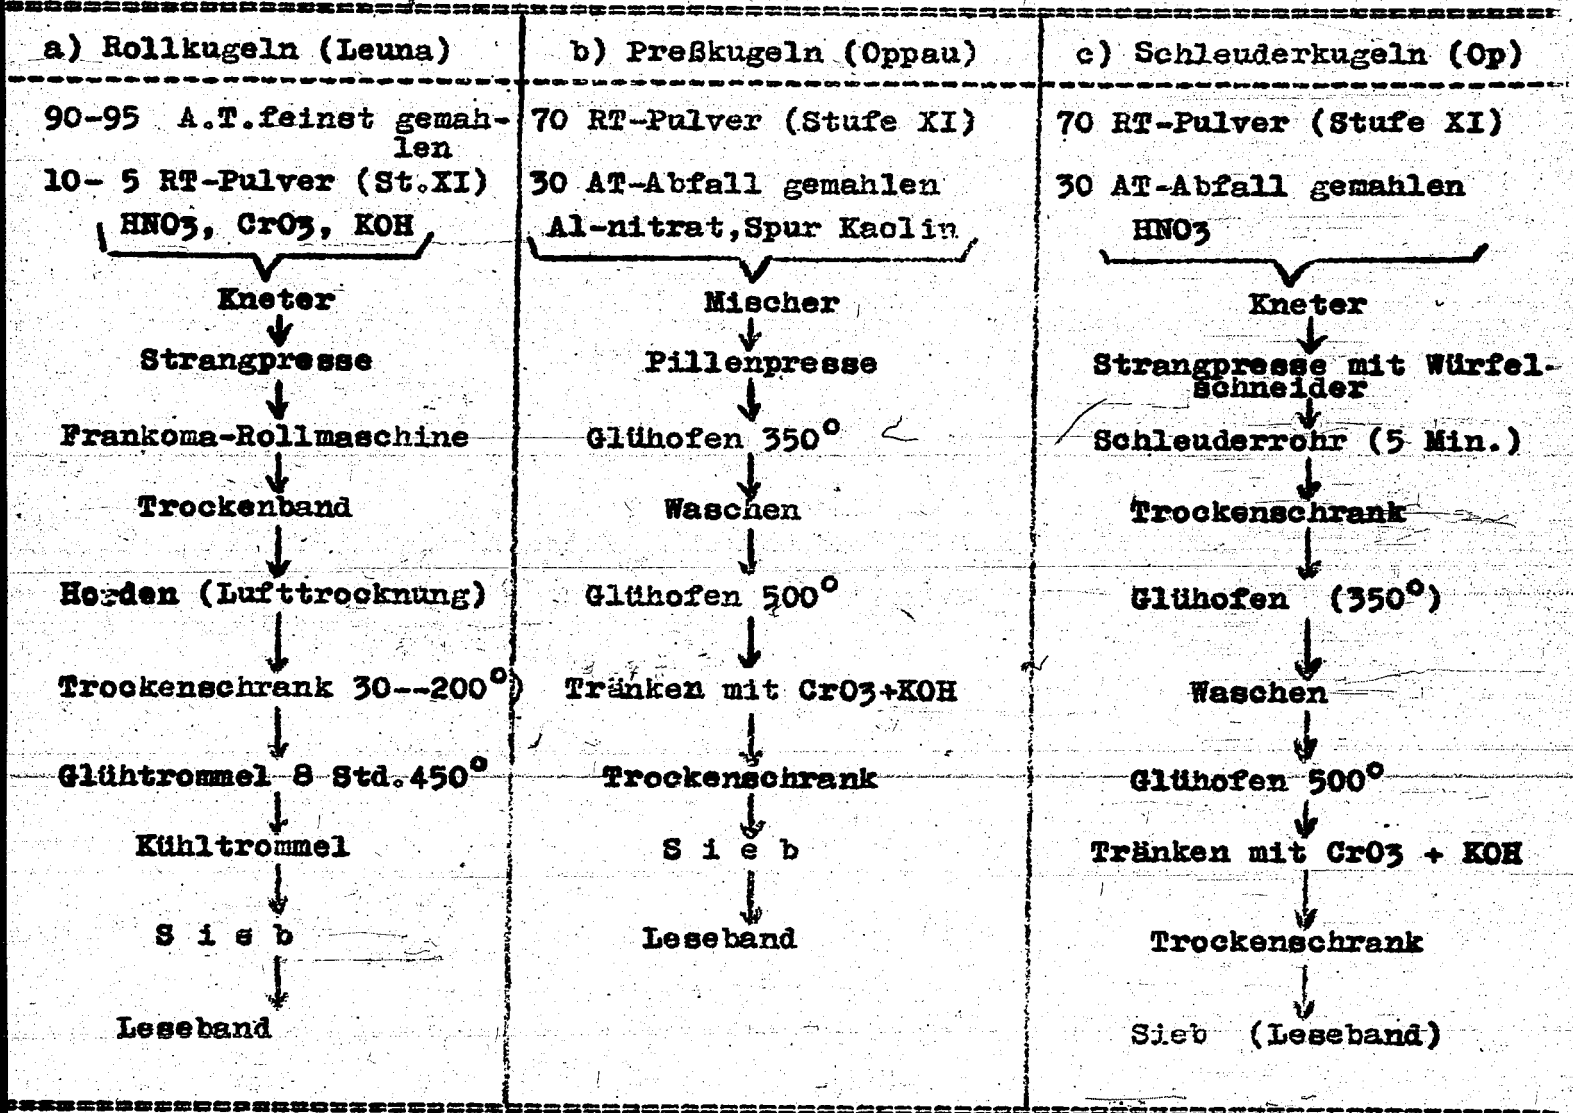 a) Rollkugeln (Leuna)
90-95 A.T.feinst gemah-
len
10- 5 RT-Pulver (St.XI)
HNO3, CrO3, KOH
Kneter
Strangpresse
Frankoma-Rollmaschine
Trockenband
Horden (Lufttrocknung)
Trockenschrank 30--200°)
Glühtrommel 8 Std.450°
Kühltrommel
S i e b
Leseband
b) Preßkugeln (Oppau)
70 RT-Pulver (Stufe XI)
30 AT-Abfall gemahlen
Al-nitrat,Spur Kaolin
Mischer
Pillenpresse
Glühofen 350°
Waschen
Glühofen 500°
Tränken mit CrO3+KOH
Trockenschrank
S i e b
Leseband
c) Schleuderkugeln (Op)
70 RT-Pulver (Stufe XI)
30 AT-Abfall gemahlen
HNO3
Kneter
Strangpresse mit Würfel-
schneider
Schleuderrohr (5 Min.)
Trockenschrank
Glühofen (350°)
Waschen
Glühofen 500°
Tränken mit CrO3 + KOH
Trockenschrank
Sieb (Leseband)